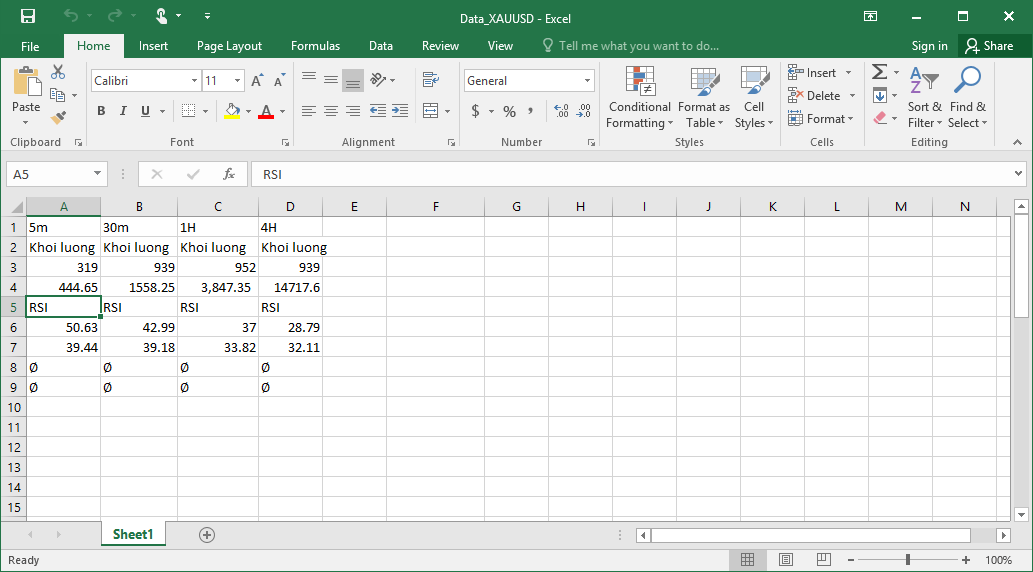 Data_XAUUSD - Excel
File Home Insert Page Layout Formulas Data Review View Tell me what you want to do... Sign in Share
Paste
Calibri 11
B I U A
General
$ % ,
Conditional Formatting
Format as Table
Cell Styles
Insert
Delete
Format
Σ
Sort & Filter
Find & Select
Clipboard Font Alignment Number Styles Cells Editing
A5 fx RSI
A B C D E F G H I J K L M N
1 5m 30m 1H 4H
2 Khoi luong Khoi luong Khoi luong Khoi luong
3 319 939 952 939
4 444.65 1558.25 3,847.35 14717.6
5 RSI RSI RSI RSI
6 50.63 42.99 37 28.79
7 39.44 39.18 33.82 32.11
8 Ø Ø Ø Ø
9 Ø Ø Ø Ø
10
11
12
13
14
15
Sheet1
Ready 100%